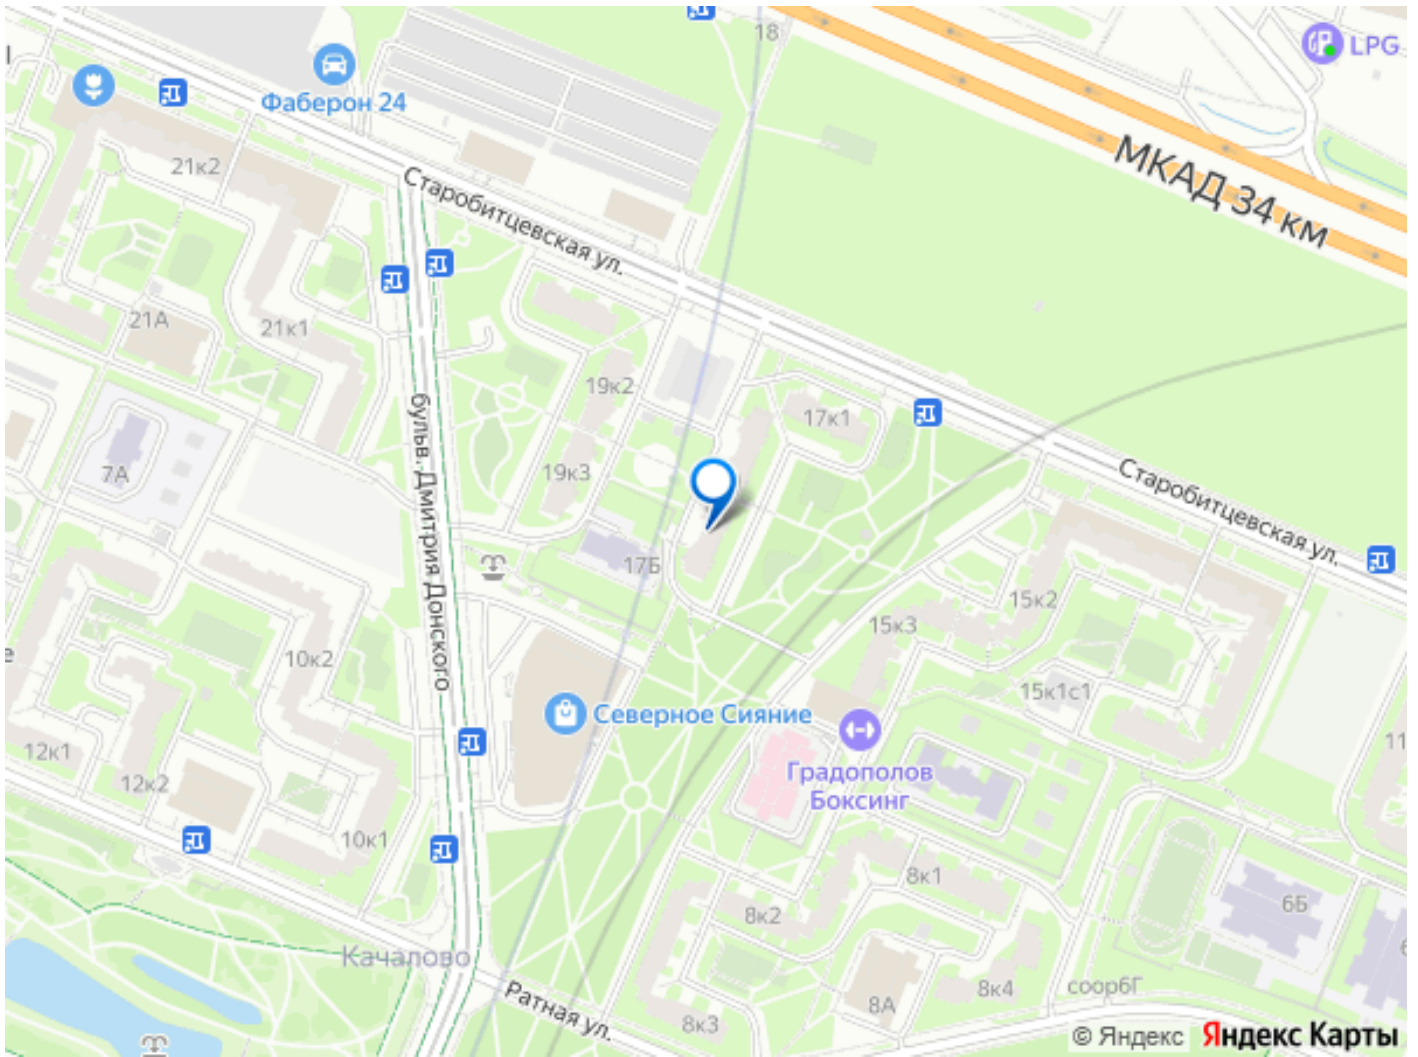 18
LPG
Фаберон 24
МКАД 34 км
21к2
Старобитцевская ул.
21А
21к1
19к2
17к1
бульв. Дмитрия Донского
7А
19к3
Старобитцевская ул.
17Б
15к2
15к3
10к2
15к1с1
Северное Сияние
12к1
12к2
Градополов
Боксинг
10к1
8к1
8к2
6Б
Качалово
Ратная ул.
8к3
8А
8к4
соор6Г
© Яндекс
Яндекс Карты